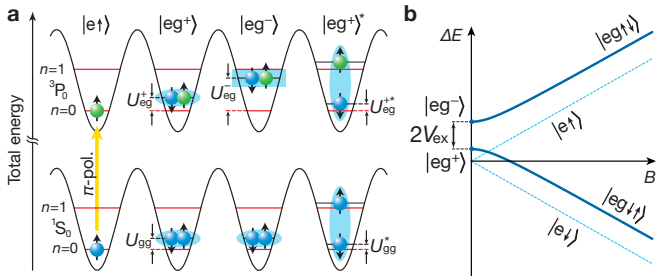 a
|e↑⟩ |eg⁺⟩ |eg⁻⟩ |eg⁺⟩*
Total energy
n=1
³P₀
n=0
U⁺eg
U⁻eg
U⁺*eg
π-pol.
n=1
¹S₀
n=0
Ugg
U*gg
b
ΔE
|eg↑↓⟩
|eg⁻⟩
|e↑⟩
2Vex
|eg⁺⟩
B
|eg↓↑⟩
|e↓⟩